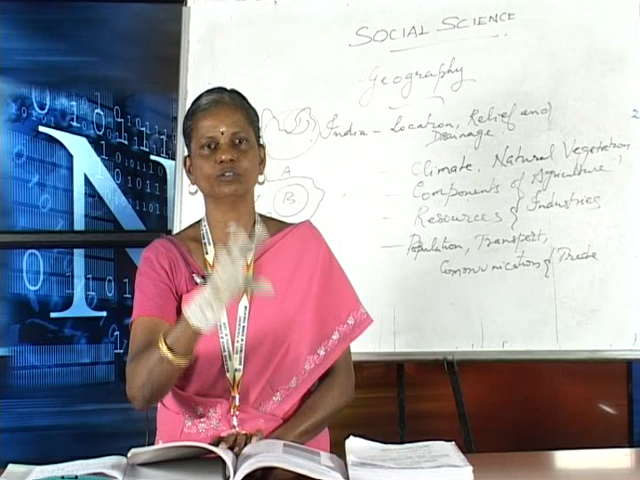 SOCIAL SCIENCE
Geography
India - Location, Relief and
Drainage
- Climate, Natural Vegetation,
- Components of Agriculture
- Resources & Industries
- Population, Transport,
Communication & Trade
A
B
2
N